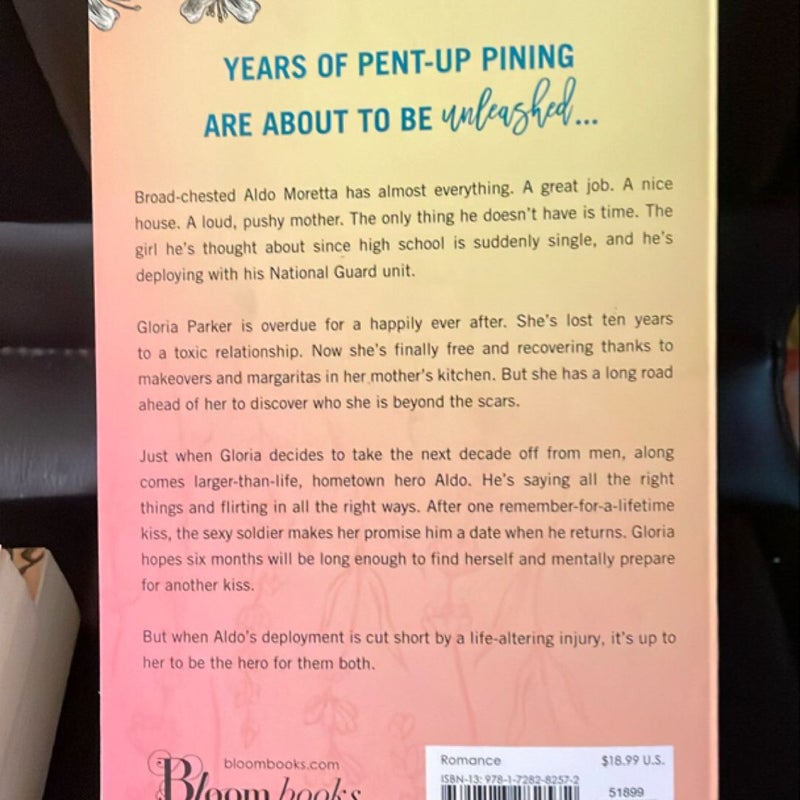 YEARS OF PENT-UP PINING
ARE ABOUT TO BE unleashed...
Broad-chested Aldo Moretta has almost everything. A great job. A nice
house. A loud, pushy mother. The only thing he doesn't have is time. The
girl he's thought about since high school is suddenly single, and he's
deploying with his National Guard unit.
Gloria Parker is overdue for a happily ever after. She's lost ten years
to a toxic relationship. Now she's finally free and recovering thanks to
makeovers and margaritas in her mother's kitchen. But she has a long road
ahead of her to discover who she is beyond the scars.
Just when Gloria decides to take the next decade off from men, along
comes larger-than-life, hometown hero Aldo. He's saying all the right
things and flirting in all the right ways. After one remember-for-a-lifetime
kiss, the sexy soldier makes her promise him a date when he returns. Gloria
hopes six months will be long enough to find herself and mentally prepare
for another kiss.
But when Aldo's deployment is cut short by a life-altering injury, it's up to
her to be the hero for them both.
bloombooks.com
Bloom books
Romance $18.99 U.S.
ISBN-13: 978-1-7282-8257-2
51899